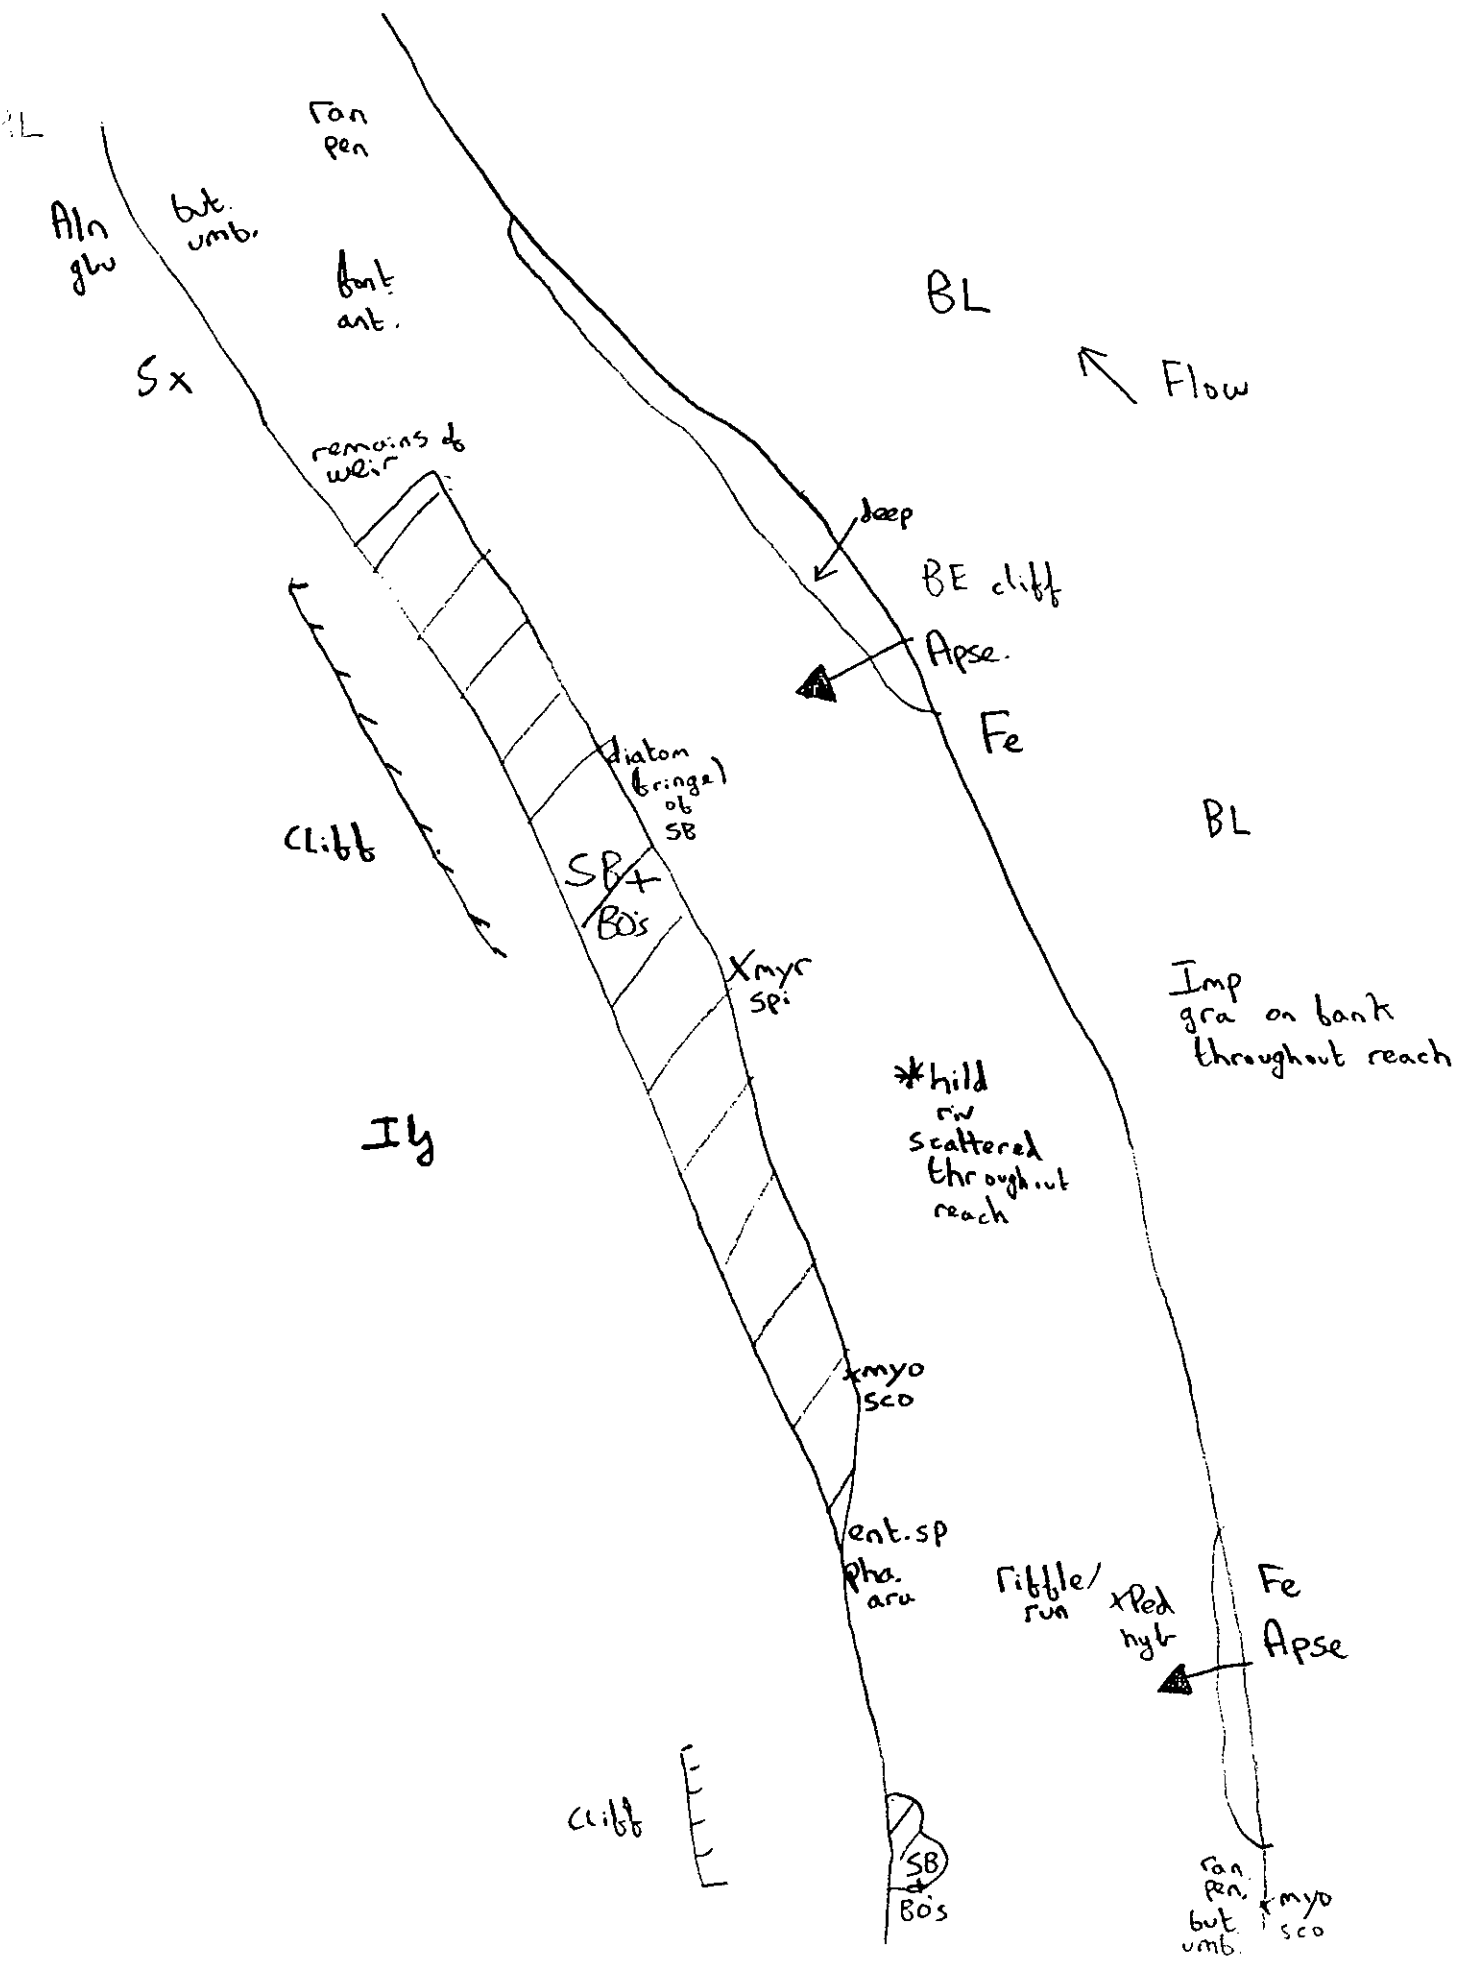 ran
pen
Aln
glu
but.
umb.
font.
ant.
BL
Flow
Sx
remains of
weir
deep
BE cliff
Apse.
Fe
diatom
fringe)
of
SB
BL
Cliff
SB+
BO's
Xmyr
spi
Imp
gra on bank
throughout reach
*hild
riv
scattered
throughout
reach
xmyo
sco
ent.sp
pha.
aru
riffle/
run
xPed
hyb
Fe
Apse
Cliff
SB
+
BO's
ran.
pen.
but.
umb.
xmyo
sco